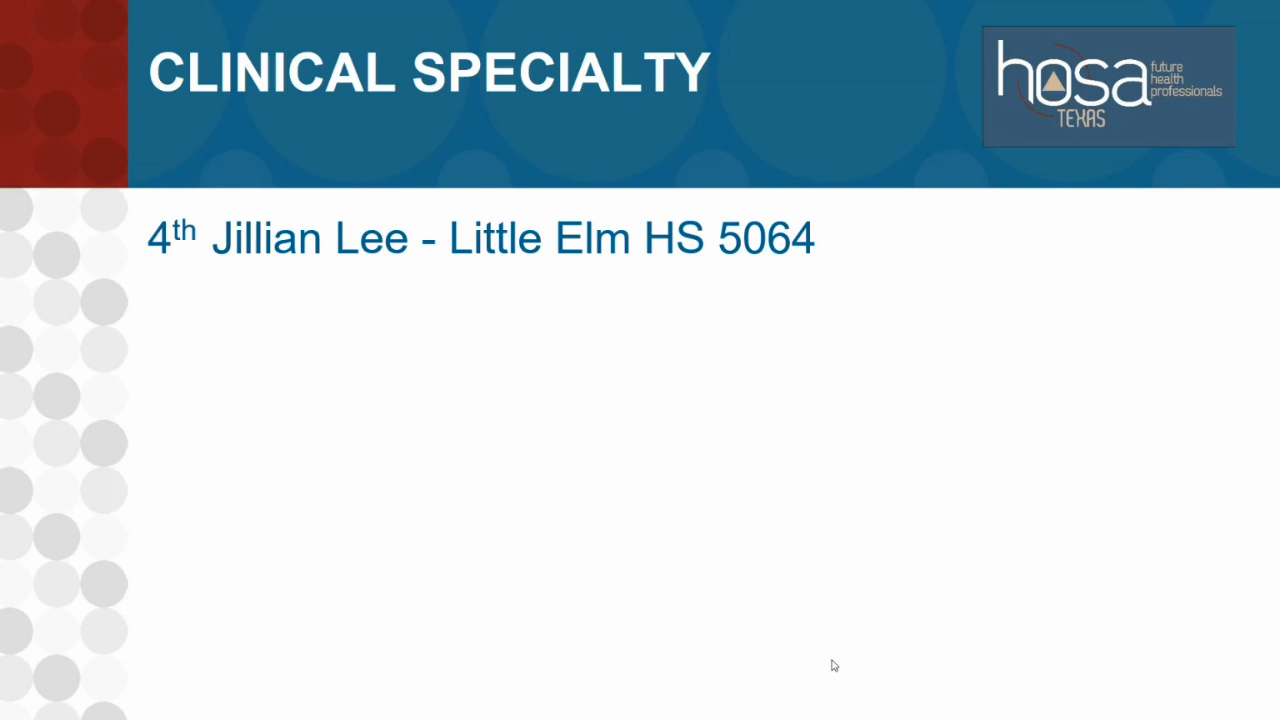 CLINICAL SPECIALTY
hosa
future
health
professionals
TEXAS
4th Jillian Lee - Little Elm HS 5064